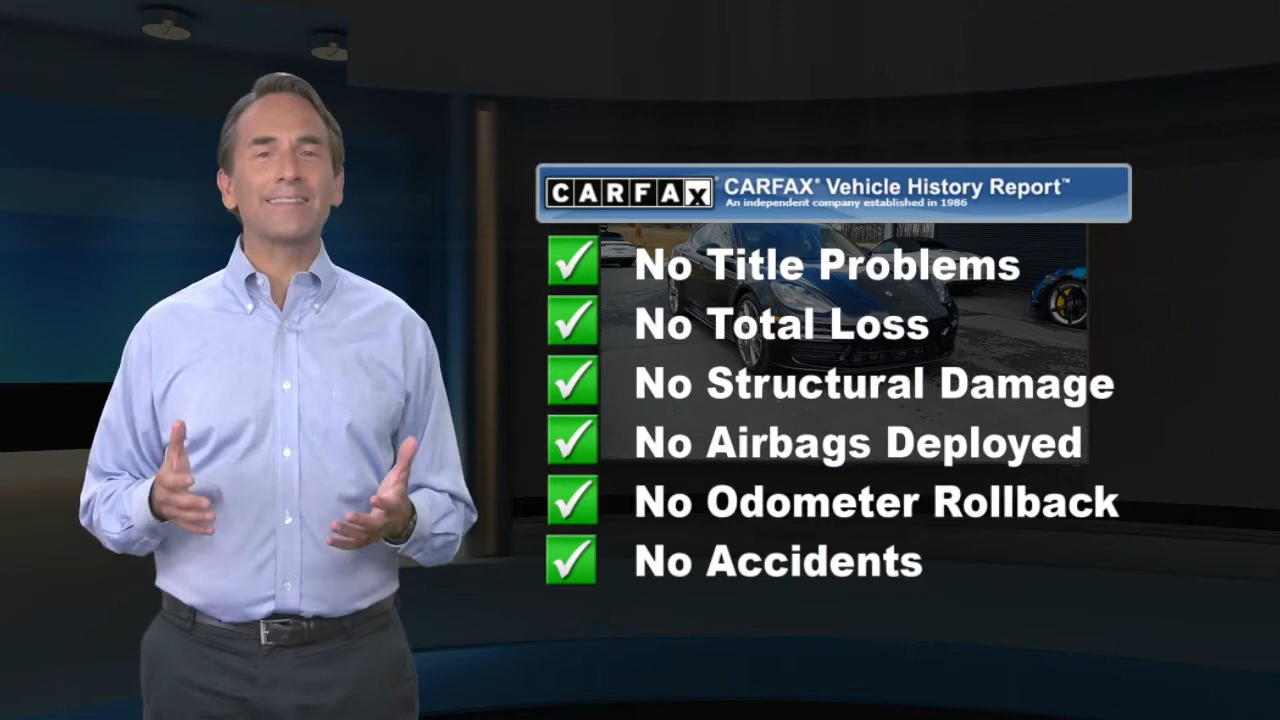 CARFAX® CARFAX® Vehicle History Report™
An independent company established in 1986
No Title Problems
No Total Loss
No Structural Damage
No Airbags Deployed
No Odometer Rollback
No Accidents